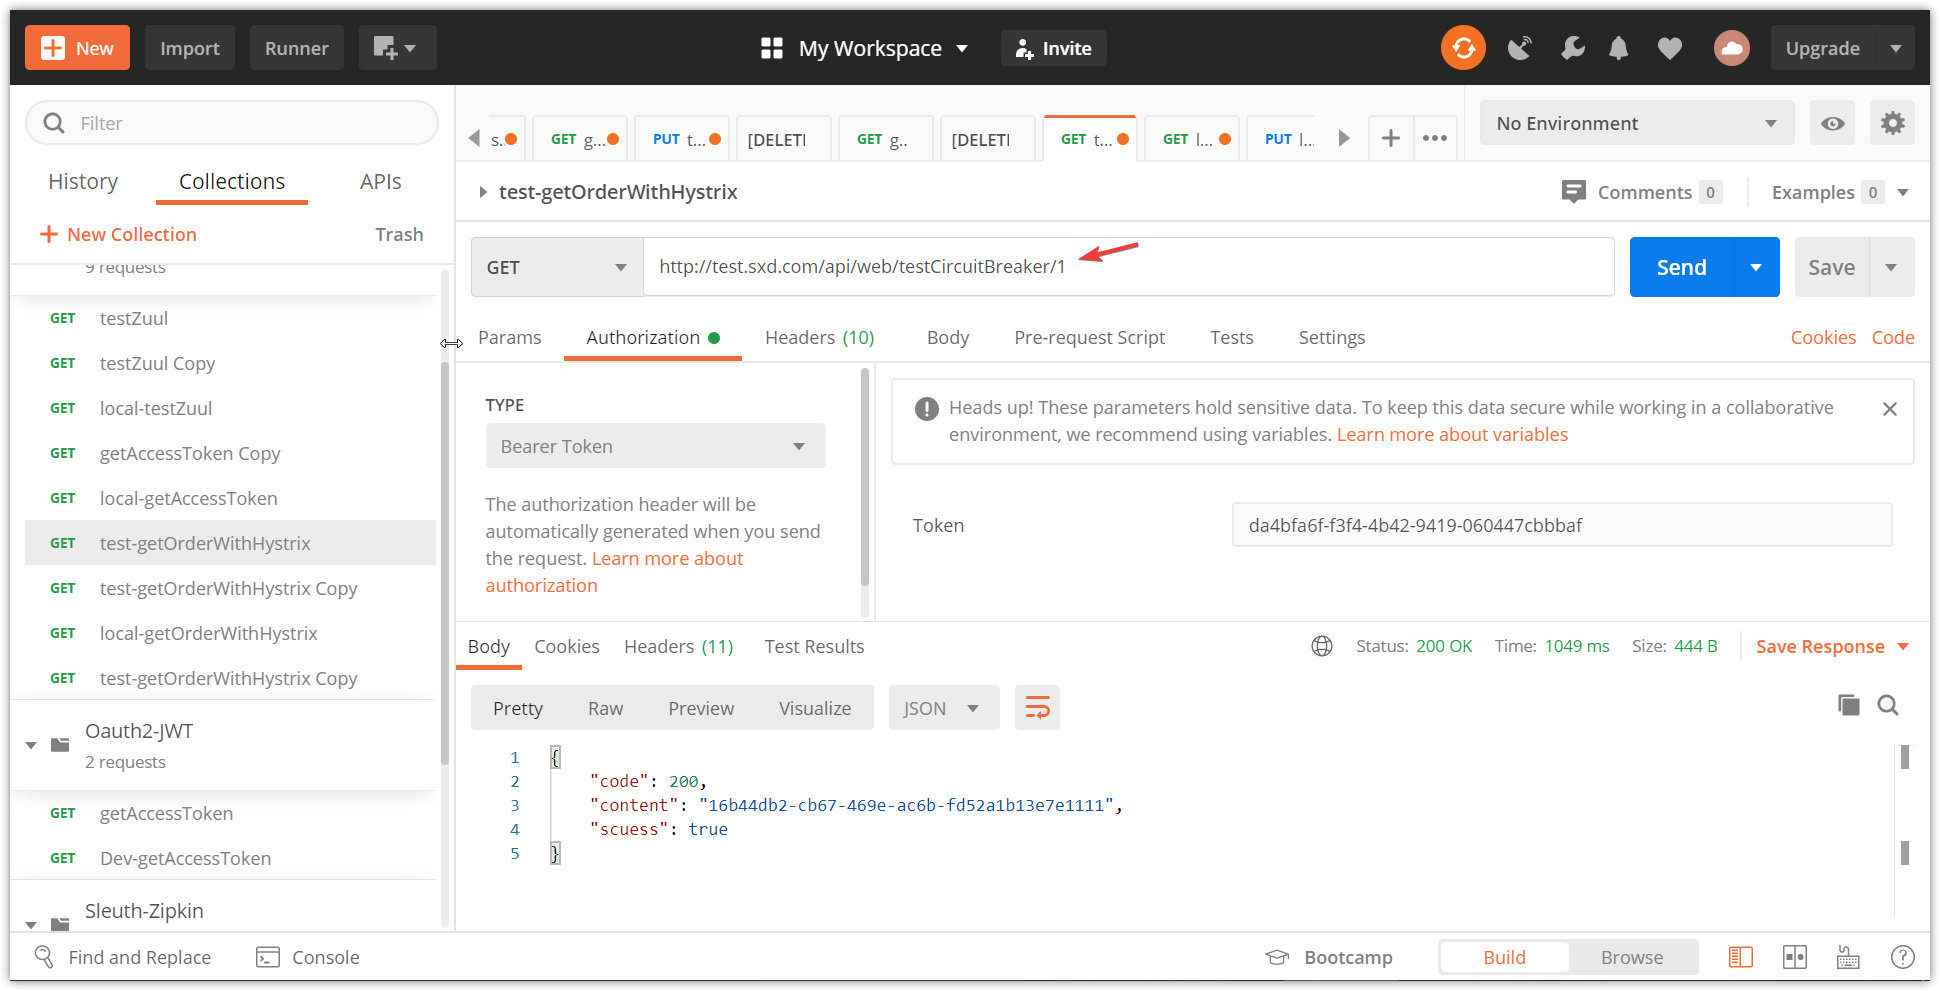 New
Import
Runner
My Workspace
Invite
Upgrade
Filter
s..
GET g...
PUT t...
[DELETI
GET g..
[DELETI
GET t...
GET l...
PUT l...
No Environment
History
Collections
APIs
test-getOrderWithHystrix
Comments 0
Examples 0
New Collection
Trash
9 requests
GET
http://test.sxd.com/api/web/testCircuitBreaker/1
Send
Save
GET testZuul
GET testZuul Copy
GET local-testZuul
GET getAccessToken Copy
GET local-getAccessToken
GET test-getOrderWithHystrix
GET test-getOrderWithHystrix Copy
GET local-getOrderWithHystrix
GET test-getOrderWithHystrix Copy
Oauth2-JWT
2 requests
GET getAccessToken
GET Dev-getAccessToken
Sleuth-Zipkin
Params
Authorization
Headers (10)
Body
Pre-request Script
Tests
Settings
Cookies
Code
TYPE
Bearer Token
The authorization header will be
automatically generated when you send
the request. Learn more about
authorization
Heads up! These parameters hold sensitive data. To keep this data secure while working in a collaborative
environment, we recommend using variables. Learn more about variables
Token
da4bfa6f-f3f4-4b42-9419-060447cbbbaf
Body
Cookies
Headers (11)
Test Results
Status: 200 OK
Time: 1049 ms
Size: 444 B
Save Response
Pretty
Raw
Preview
Visualize
JSON
1 {
2 "code": 200,
3 "content": "16b44db2-cb67-469e-ac6b-fd52a1b13e7e1111",
4 "scuess": true
5 }
Find and Replace
Console
Bootcamp
Build
Browse